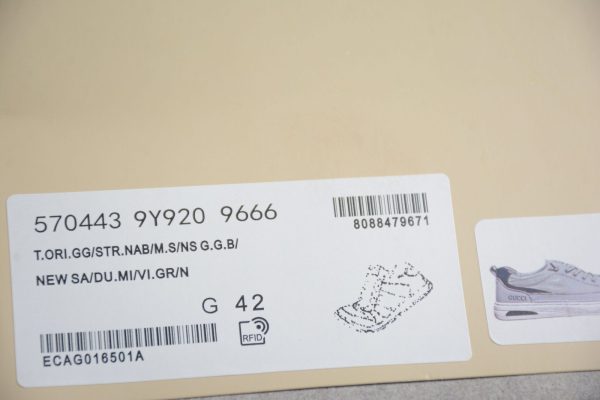 570443 9Y920 9666
8088479671
T.ORI.GG/STR.NAB/M.S/NS G.G.B/
NEW SA/DU.MI/VI.GR/N
G 42
RFID
ECAG016501A
GUCCI